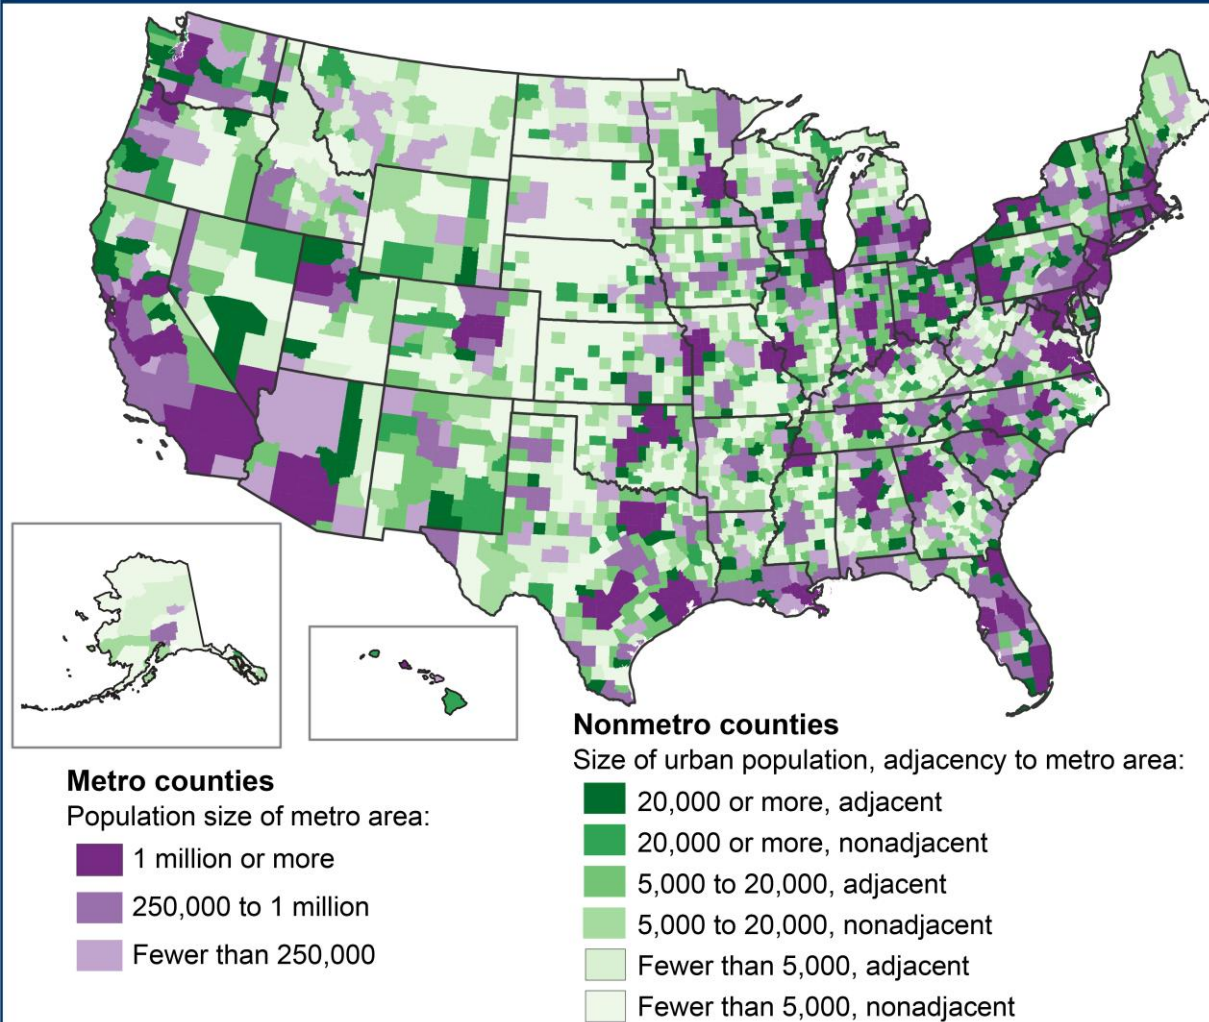 Metro counties
Population size of metro area:
1 million or more
250,000 to 1 million
Fewer than 250,000
Nonmetro counties
Size of urban population, adjacency to metro area:
20,000 or more, adjacent
20,000 or more, nonadjacent
5,000 to 20,000, adjacent
5,000 to 20,000, nonadjacent
Fewer than 5,000, adjacent
Fewer than 5,000, nonadjacent